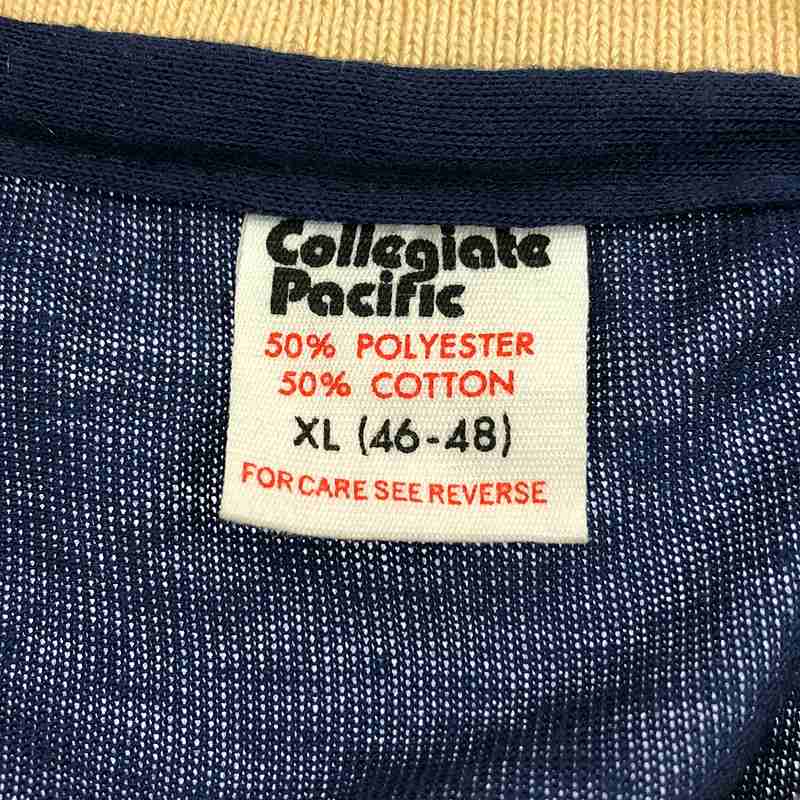 Collegiate
Pacific
50% POLYESTER
50% COTTON
XL (46-48)
FOR CARE SEE REVERSE